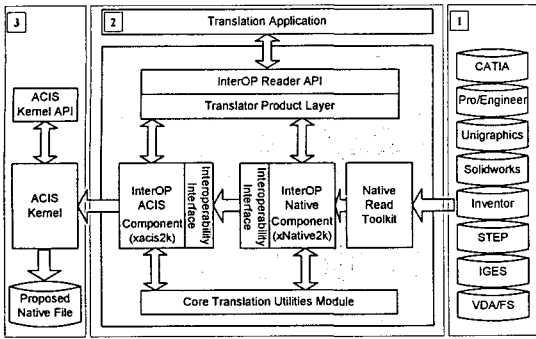 3
2
Translation Application
1
InterOP Reader API
Translator Product Layer
ACIS
Kernel API
ACIS
Kernel
Proposed
Native File
InterOP
ACIS
Component
(xacis2k)
Interoperability
Interface
Interoperability
Interface
InterOP
Native
Component
(xNative2k)
Native
Read
Toolkit
Core Translation Utilities Module
CATIA
Pro/Engineer
Unigraphics
Solidworks
Inventor
STEP
IGES
VDA/FS